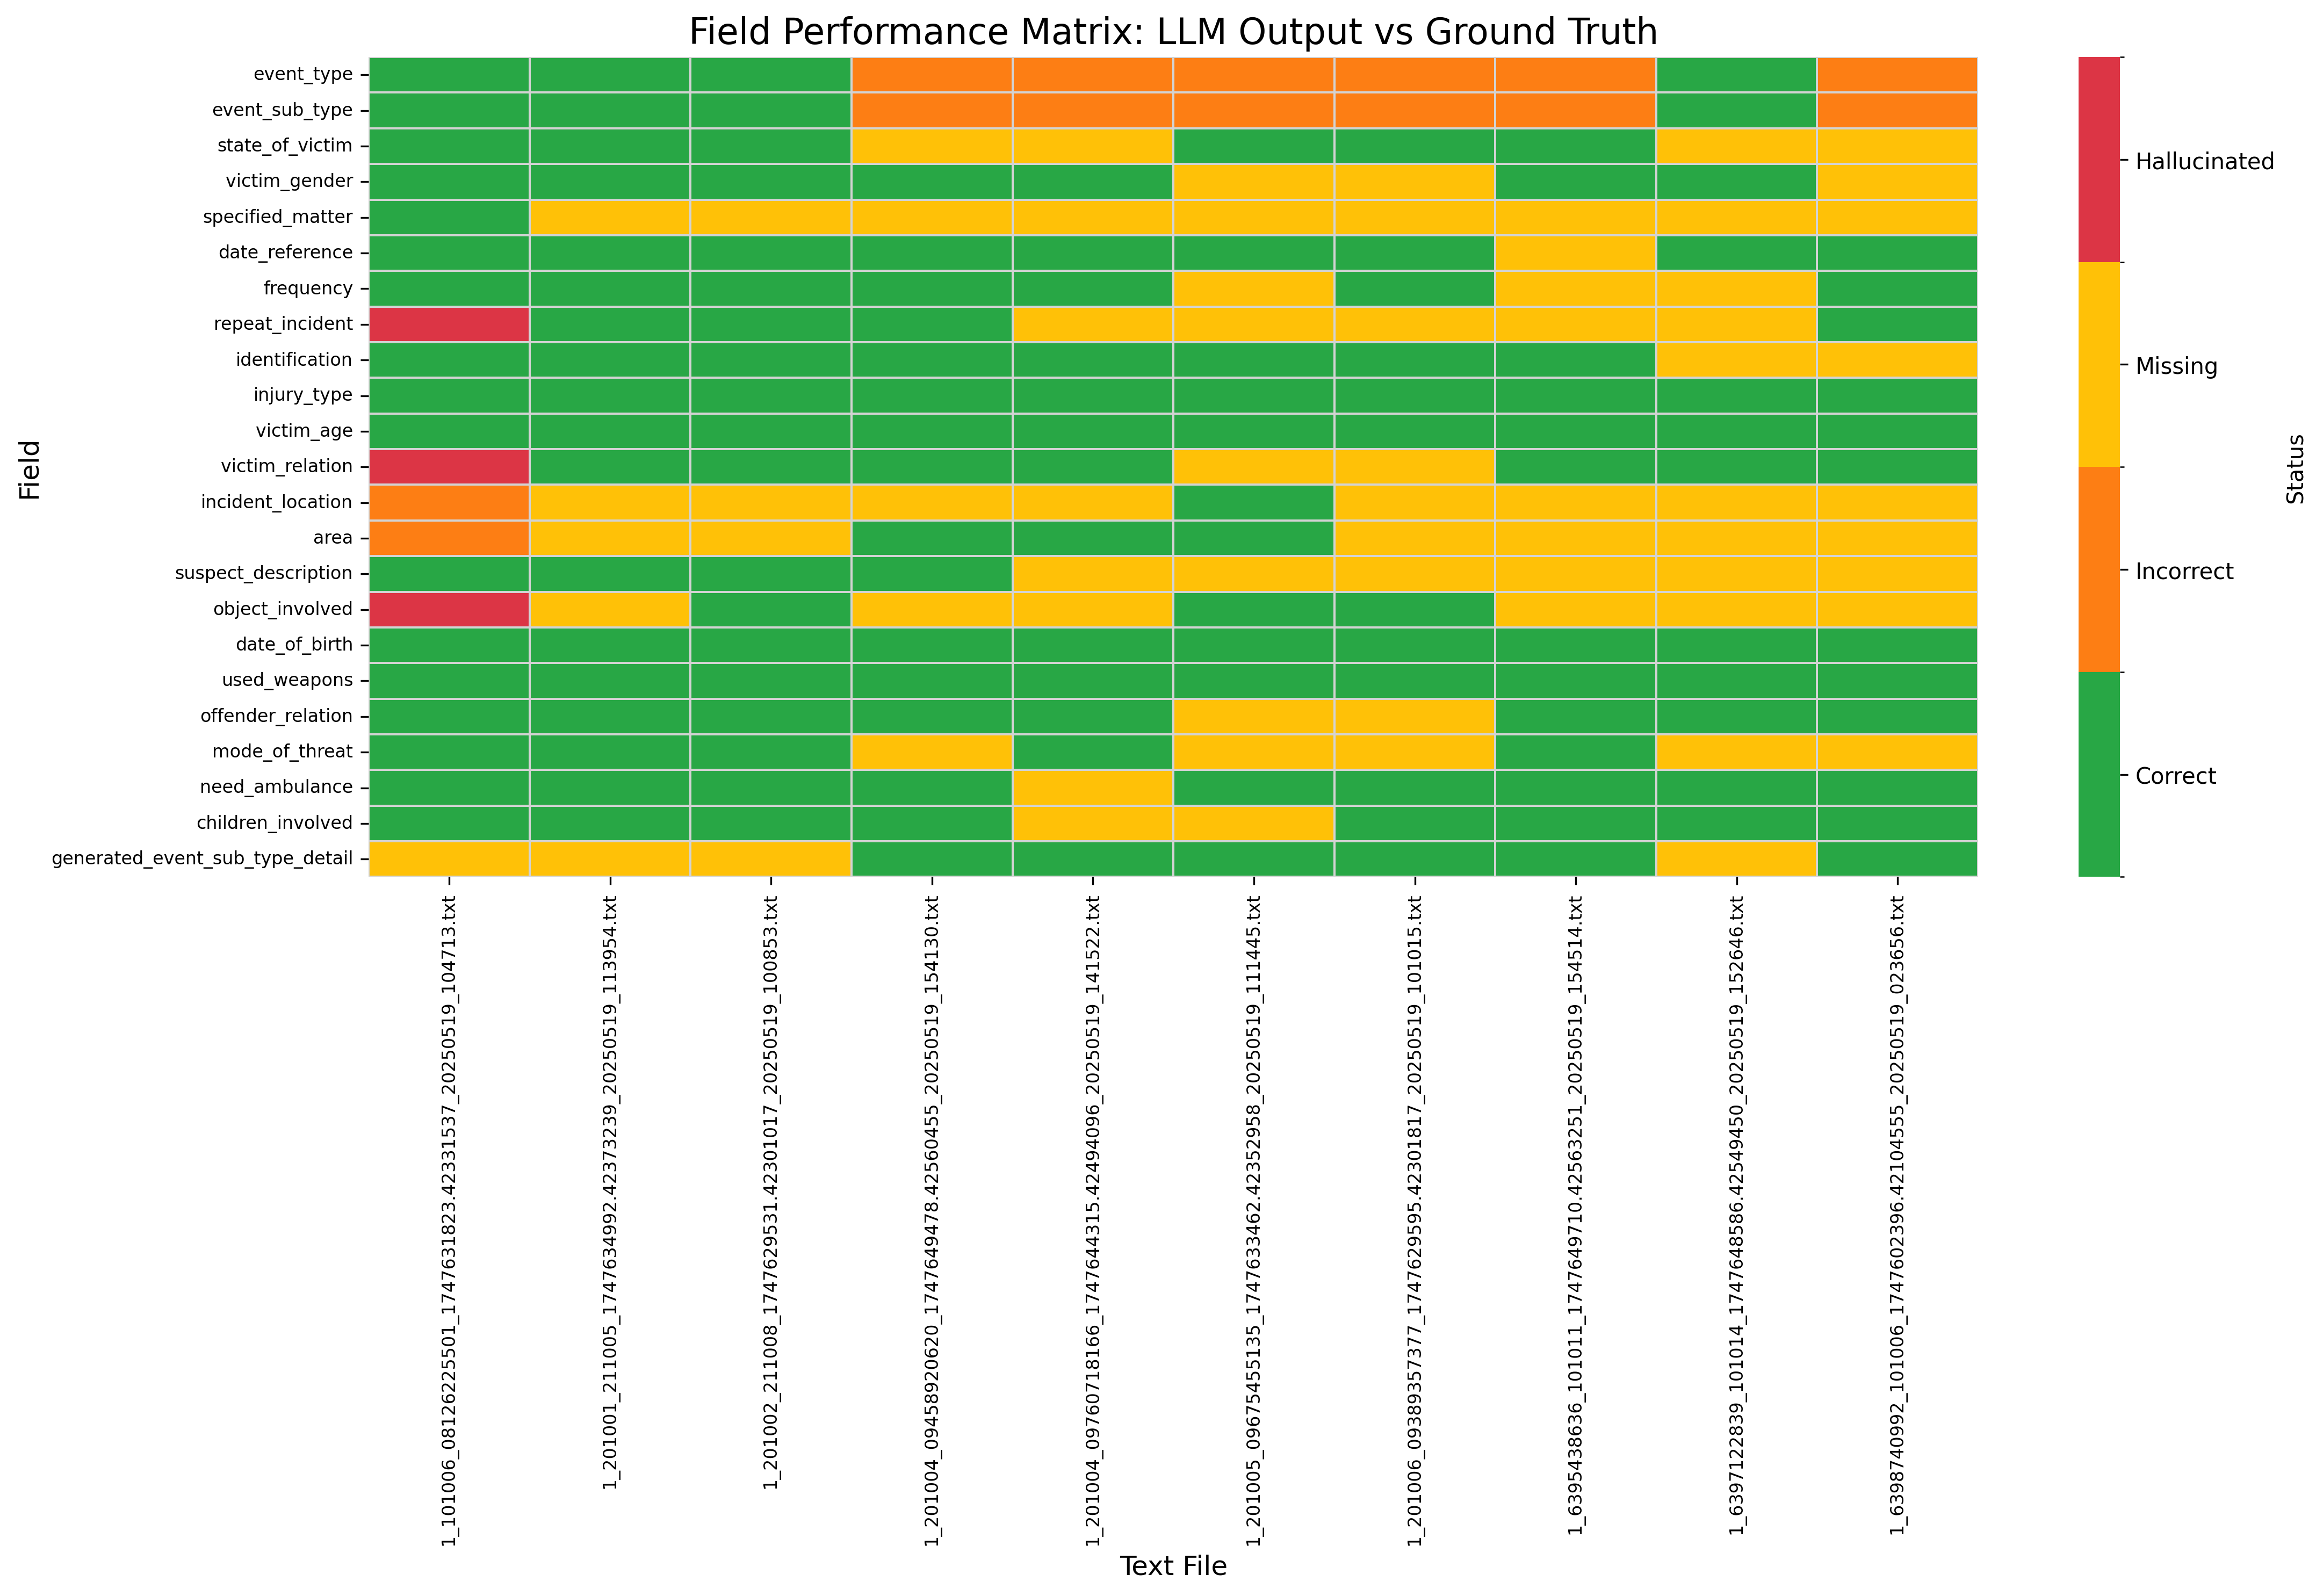 Field Performance Matrix: LLM Output vs Ground Truth
event_type
event_sub_type
state_of_victim
victim_gender
specified_matter
date_reference
frequency
repeat_incident
identification
injury_type
victim_age
victim_relation
incident_location
area
suspect_description
object_involved
date_of_birth
used_weapons
offender_relation
mode_of_threat
need_ambulance
children_involved
generated_event_sub_type_detail
Field
1_101006_081262255501_1747631823.42331537_20250519_104713.txt
1_201001_211005_1747634992.42373239_20250519_113954.txt
1_201002_211008_1747629531.42301017_20250519_100853.txt
1_201004_09458920620_1747649478.42560455_20250519_154130.txt
1_201004_09760718166_1747644315.42494096_20250519_141522.txt
1_201005_09675455135_1747633462.42352958_20250519_111445.txt
1_201006_09389357377_1747629595.42301817_20250519_101015.txt
1_6395438636_101011_1747649710.42563251_20250519_154514.txt
1_6397122839_101014_1747648586.42549450_20250519_152646.txt
1_6398740992_101006_1747602396.42104555_20250519_023656.txt
Text File
Hallucinated
Missing
Incorrect
Correct
Status